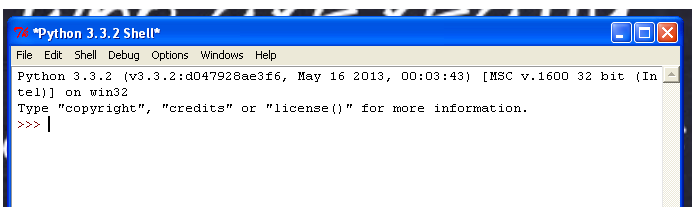 *Python 3.3.2 Shell*
File Edit Shell Debug Options Windows Help
Python 3.3.2 (v3.3.2:d047928ae3f6, May 16 2013, 00:03:43) [MSC v.1600 32 bit (In
tel)] on win32
Type "copyright", "credits" or "license()" for more information.
>>>